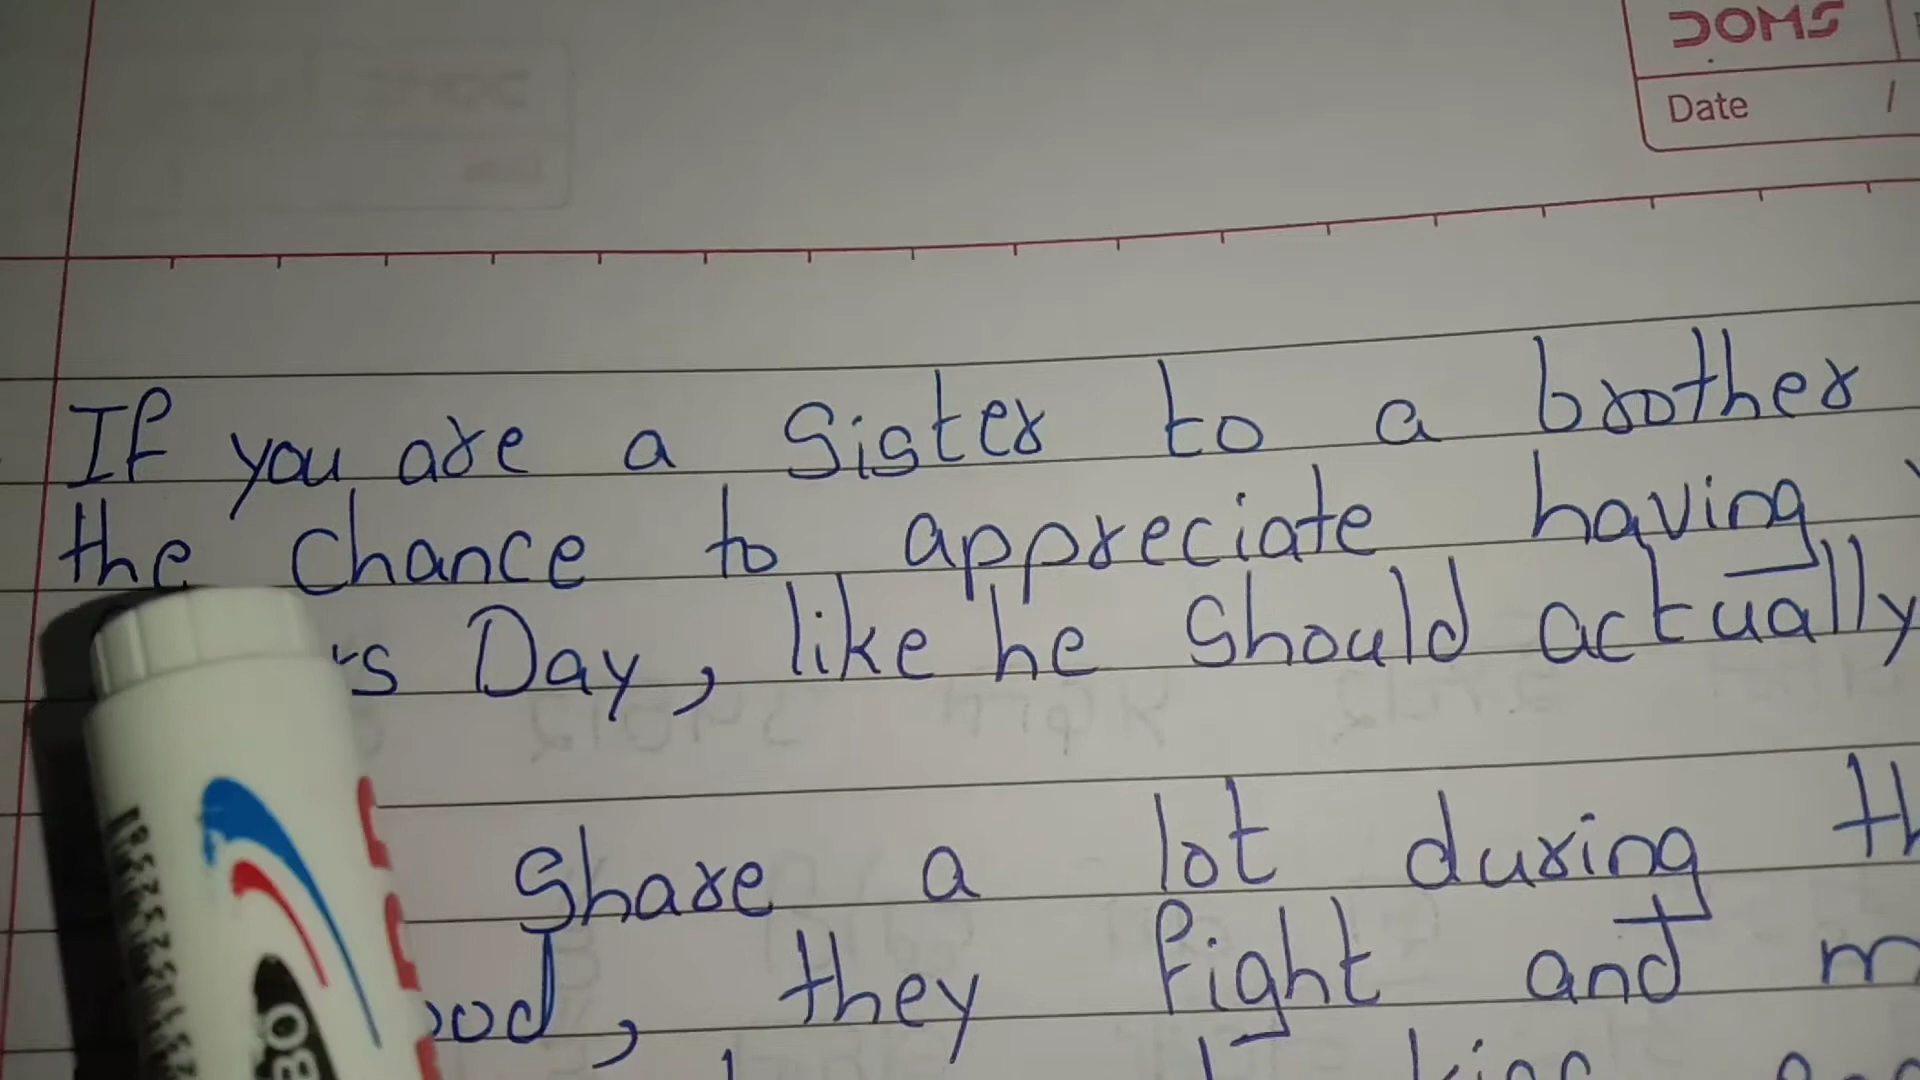 DOMS
Date /
If you are a Sister to a brother
the chance to appreciate having
's Day, like he should actually
Share a lot during
they fight and